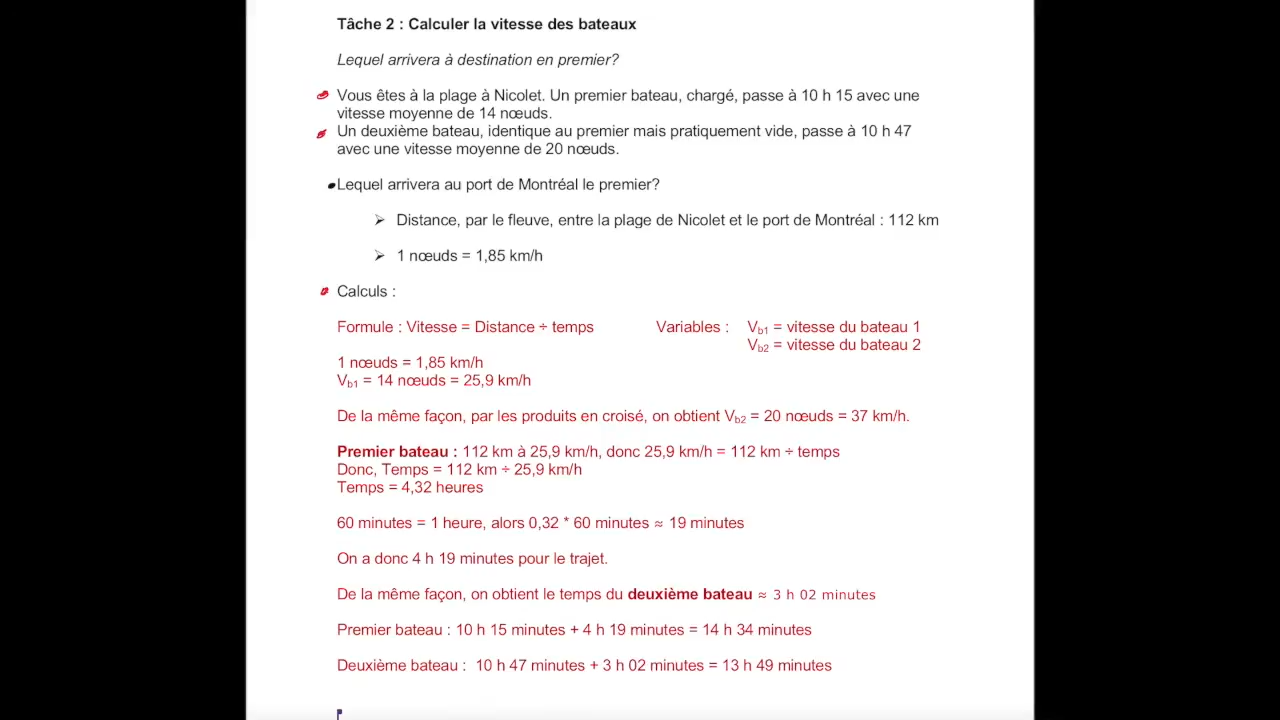 Tâche 2 : Calculer la vitesse des bateaux
Lequel arrivera à destination en premier?
Vous êtes à la plage à Nicolet. Un premier bateau, chargé, passe à 10 h 15 avec une
vitesse moyenne de 14 nœuds.
Un deuxième bateau, identique au premier mais pratiquement vide, passe à 10 h 47
avec une vitesse moyenne de 20 nœuds.
Lequel arrivera au port de Montréal le premier?
➢ Distance, par le fleuve, entre la plage de Nicolet et le port de Montréal : 112 km
➢ 1 nœuds = 1,85 km/h
Calculs :
Formule : Vitesse = Distance ÷ temps Variables : Vb1 = vitesse du bateau 1
Vb2 = vitesse du bateau 2
1 nœuds = 1,85 km/h
Vb1 = 14 nœuds = 25,9 km/h
De la même façon, par les produits en croisé, on obtient Vb2 = 20 nœuds = 37 km/h.
Premier bateau : 112 km à 25,9 km/h, donc 25,9 km/h = 112 km ÷ temps
Donc, Temps = 112 km ÷ 25,9 km/h
Temps = 4,32 heures
60 minutes = 1 heure, alors 0,32 * 60 minutes ≈ 19 minutes
On a donc 4 h 19 minutes pour le trajet.
De la même façon, on obtient le temps du deuxième bateau ≈ 3 h 02 minutes
Premier bateau : 10 h 15 minutes + 4 h 19 minutes = 14 h 34 minutes
Deuxième bateau : 10 h 47 minutes + 3 h 02 minutes = 13 h 49 minutes